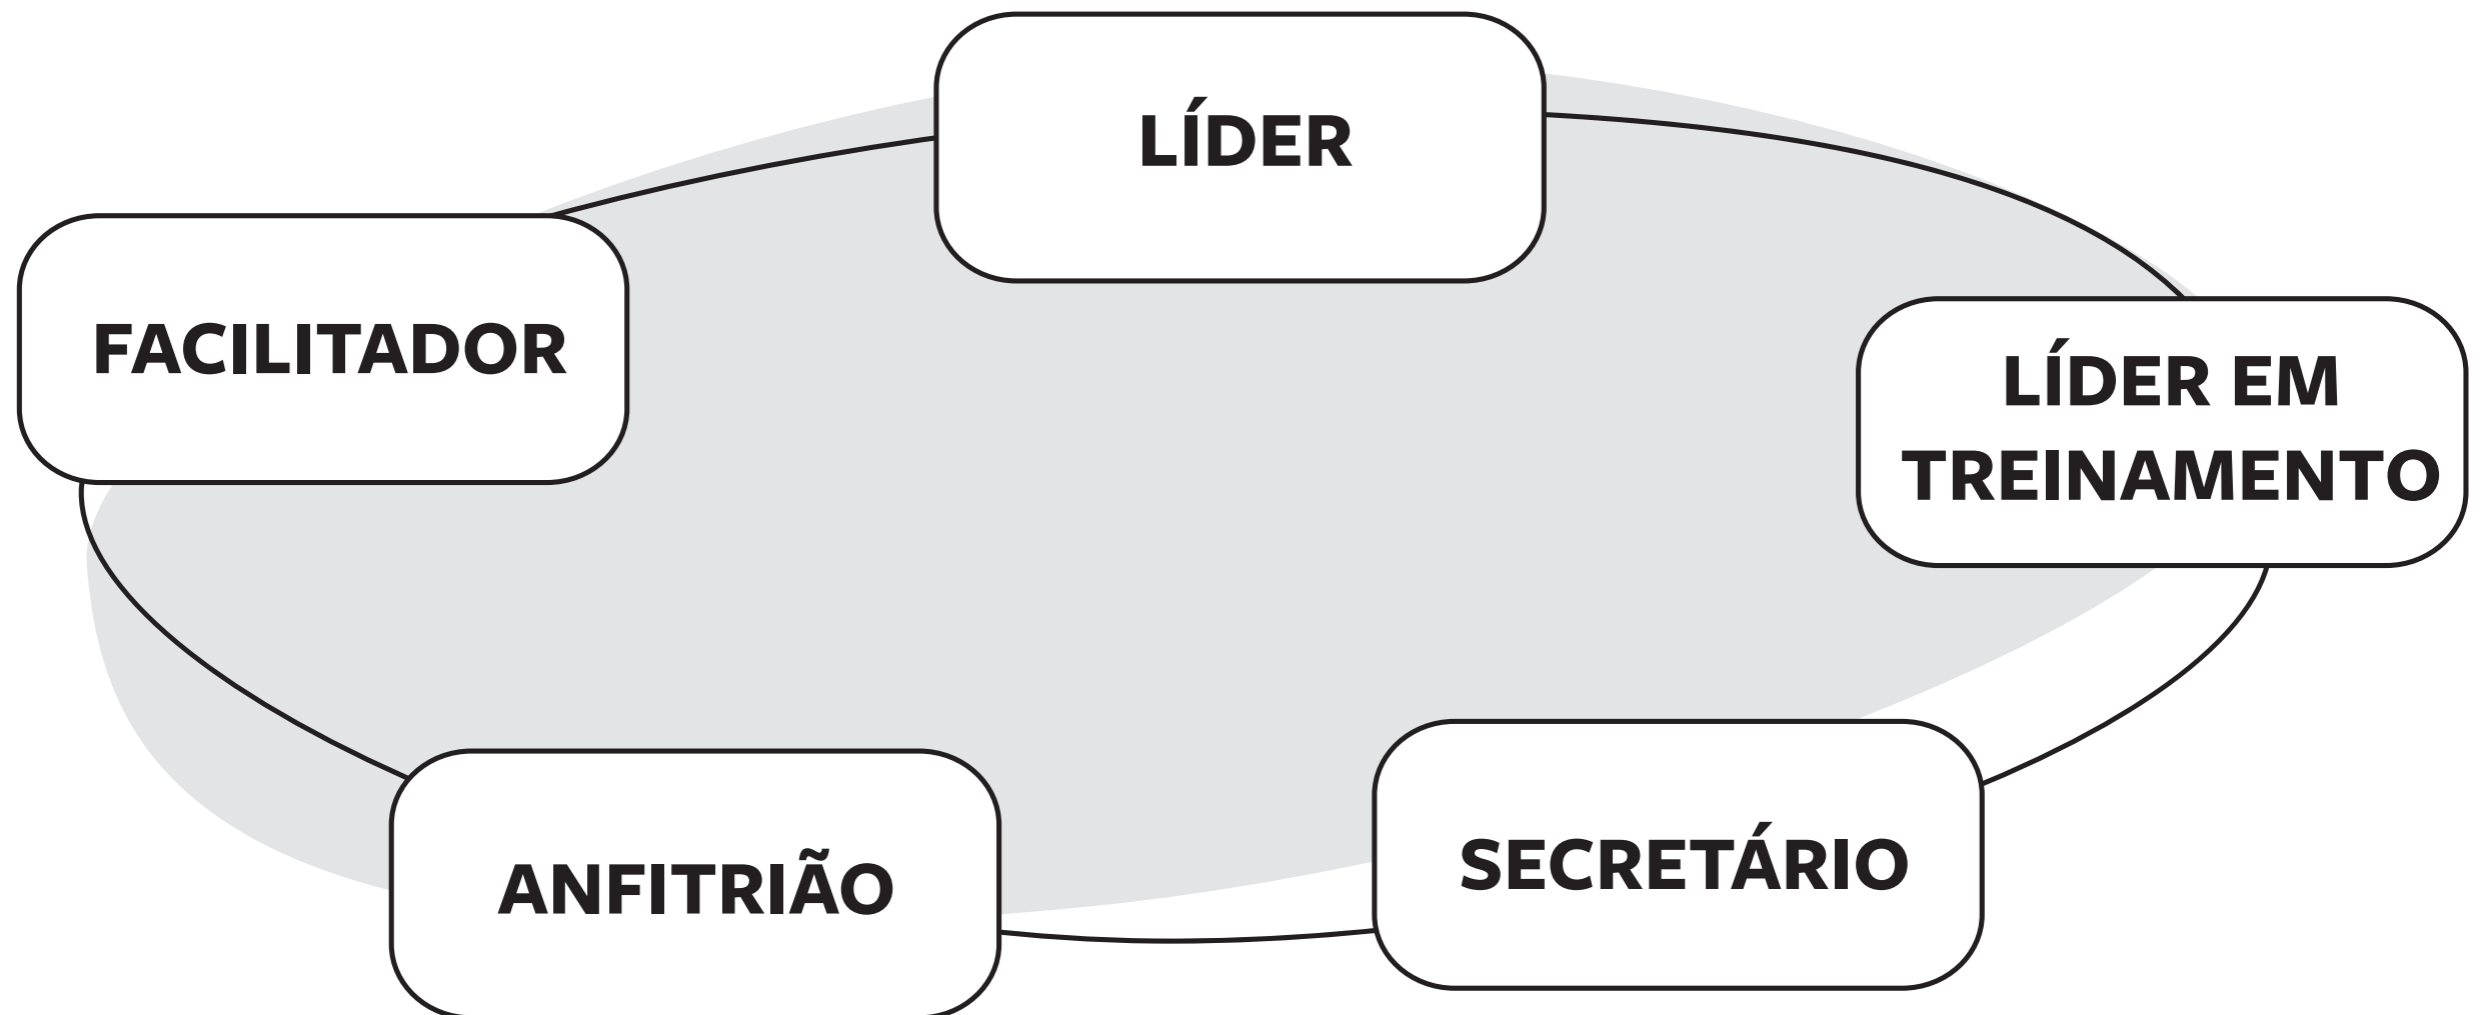 LÍDER
FACILITADOR
LÍDER EM
TREINAMENTO
SECRETÁRIO
ANFITRIÃO